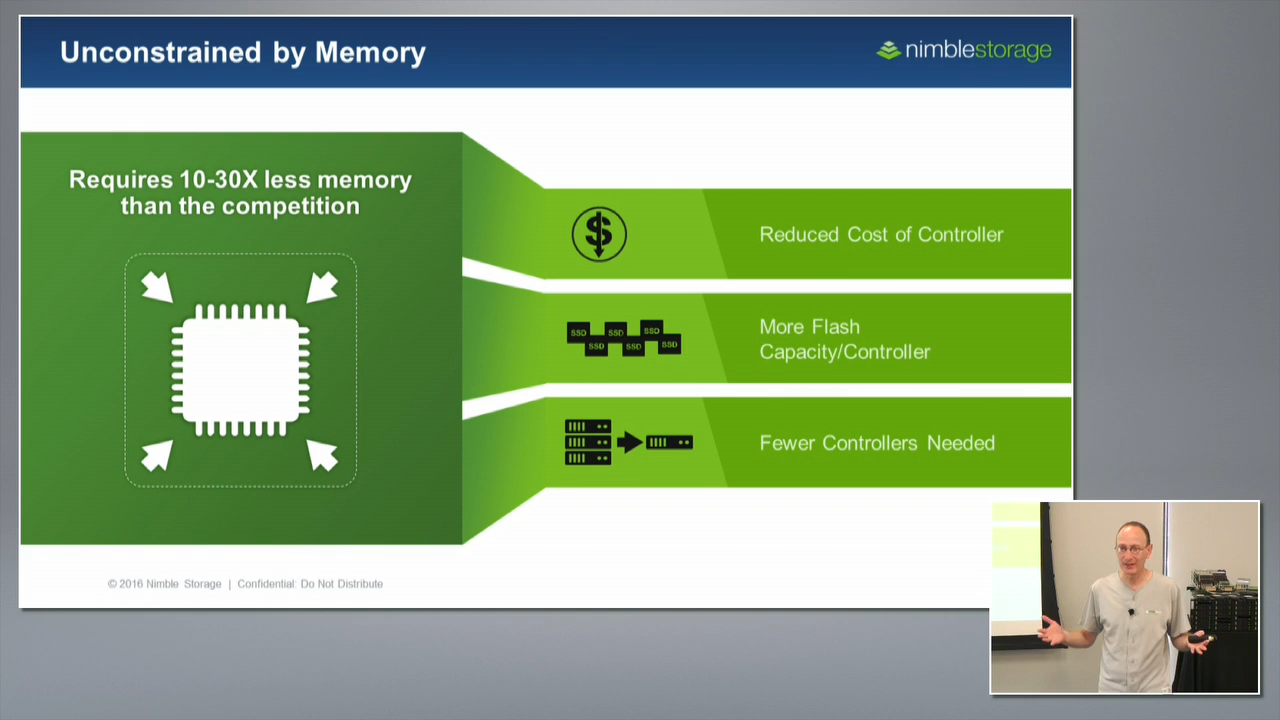 Unconstrained by Memory
nimblestorage
Requires 10-30X less memory
than the competition
Reduced Cost of Controller
$
SSD SSD SSD
SSD SSD SSD
More Flash
Capacity/Controller
Fewer Controllers Needed
© 2016 Nimble Storage | Confidential: Do Not Distribute